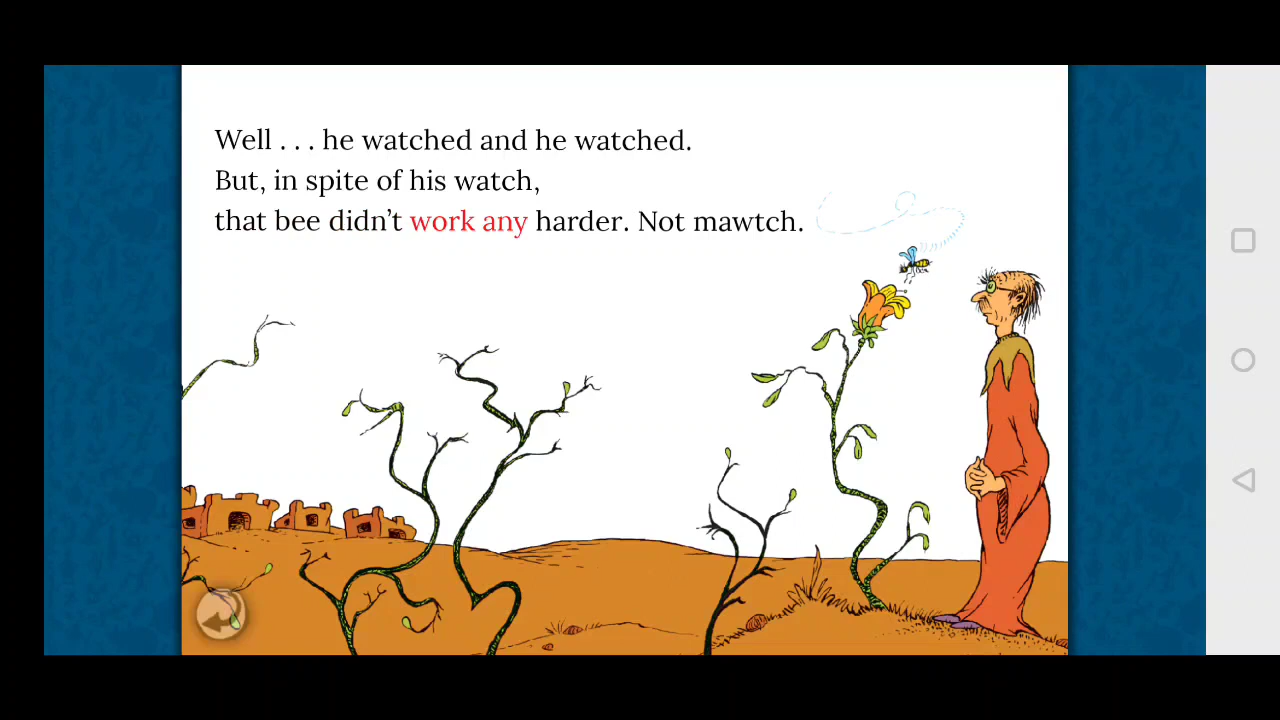 Well . . . he watched and he watched.
But, in spite of his watch,
that bee didn’t work any harder. Not mawtch.